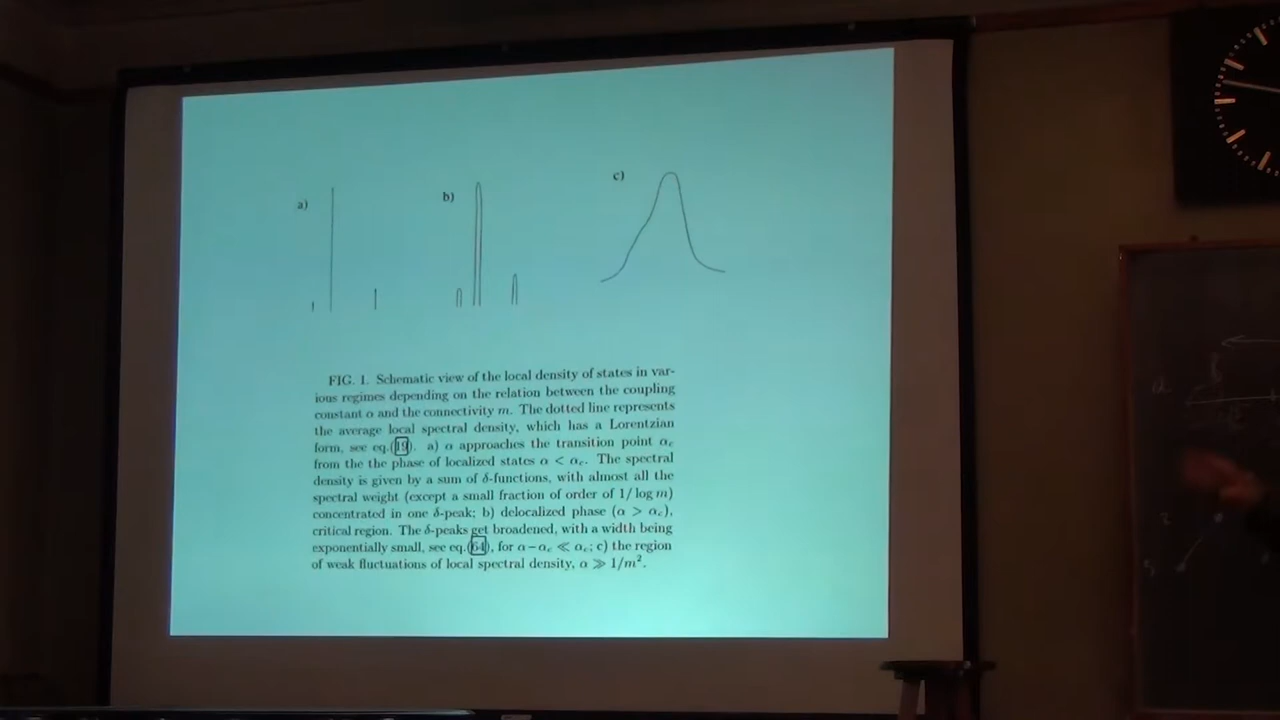 a)
b)
c)
FIG. 1. Schematic view of the local density of states in var-
ious regimes depending on the relation between the coupling
constant α and the connectivity m. The dotted line represents
the average local spectral density, which has a Lorentzian
form, see eq.(19). a) α approaches the transition point αc
from the the phase of localized states α < αc. The spectral
density is given by a sum of δ-functions, with almost all the
spectral weight (except a small fraction of order of 1/ log m)
concentrated in one δ-peak; b) delocalized phase (α > αc),
critical region. The δ-peaks get broadened, with a width being
exponentially small, see eq.(64), for α−αc ≪ αc; c) the region
of weak fluctuations of local spectral density, α ≫ 1/m².